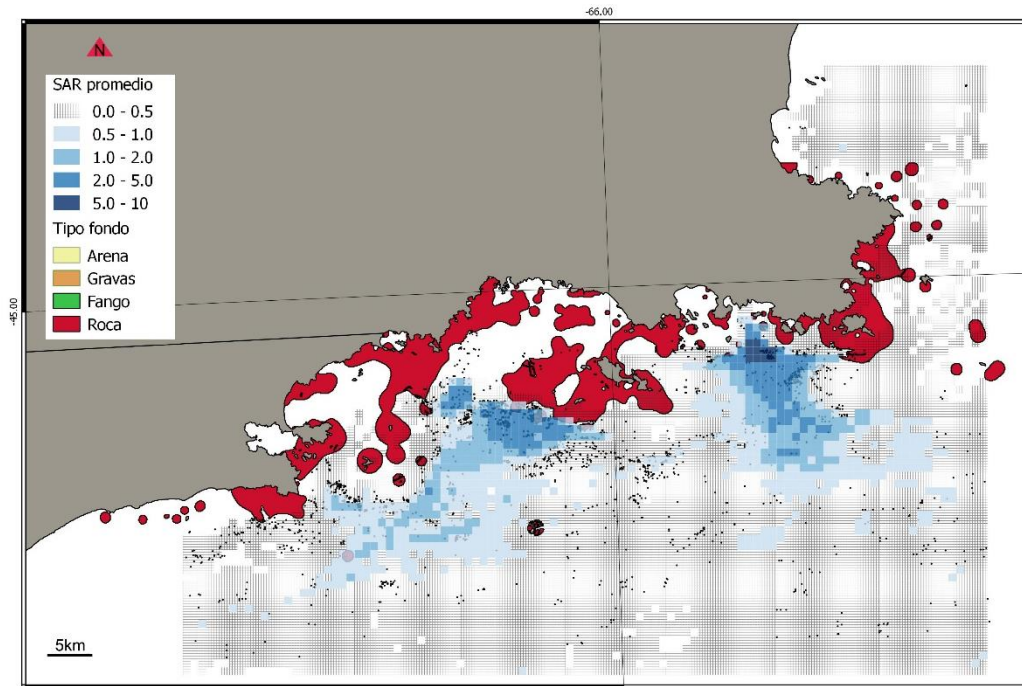 -66.00
N
SAR promedio
0.0 - 0.5
0.5 - 1.0
1.0 - 2.0
2.0 - 5.0
5.0 - 10
Tipo fondo
Arena
Gravas
Fango
Roca
-45.00
5km